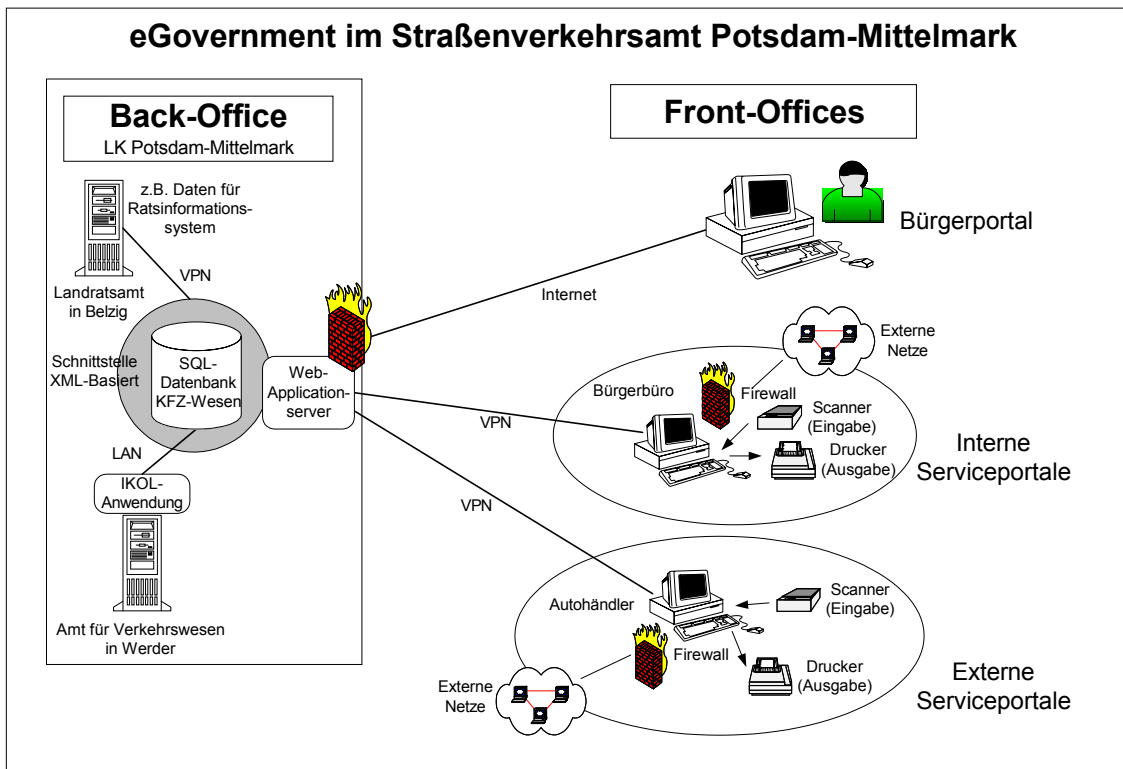 eGovernment im Straßenverkehrsamt Potsdam-Mittelmark
Back-Office
LK Potsdam-Mittelmark
z.B. Daten für
Ratsinformations-
system
VPN
Landratsamt
in Belzig
Schnittstelle
XML-Basiert
SQL-
Datenbank
KFZ-Wesen
Web-
Application-
server
LAN
IKOL-
Anwendung
Amt für Verkehrswesen
in Werder
Front-Offices
Bürgerportal
Internet
Externe
Netze
Bürgerbüro
Firewall
Scanner
(Eingabe)
Drucker
(Ausgabe)
VPN
Interne
Serviceportale
VPN
Autohändler
Scanner
(Eingabe)
Firewall
Drucker
(Ausgabe)
Externe
Netze
Externe
Serviceportale